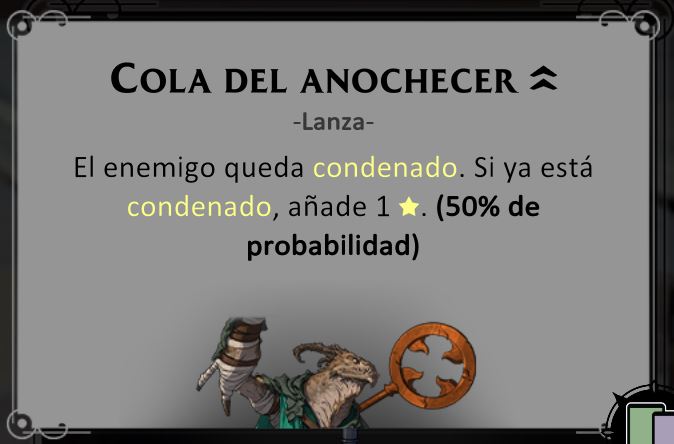 COLA DEL ANOCHECER
-Lanza-
El enemigo queda condenado. Si ya está
condenado, añade 1 ★. (50% de
probabilidad)